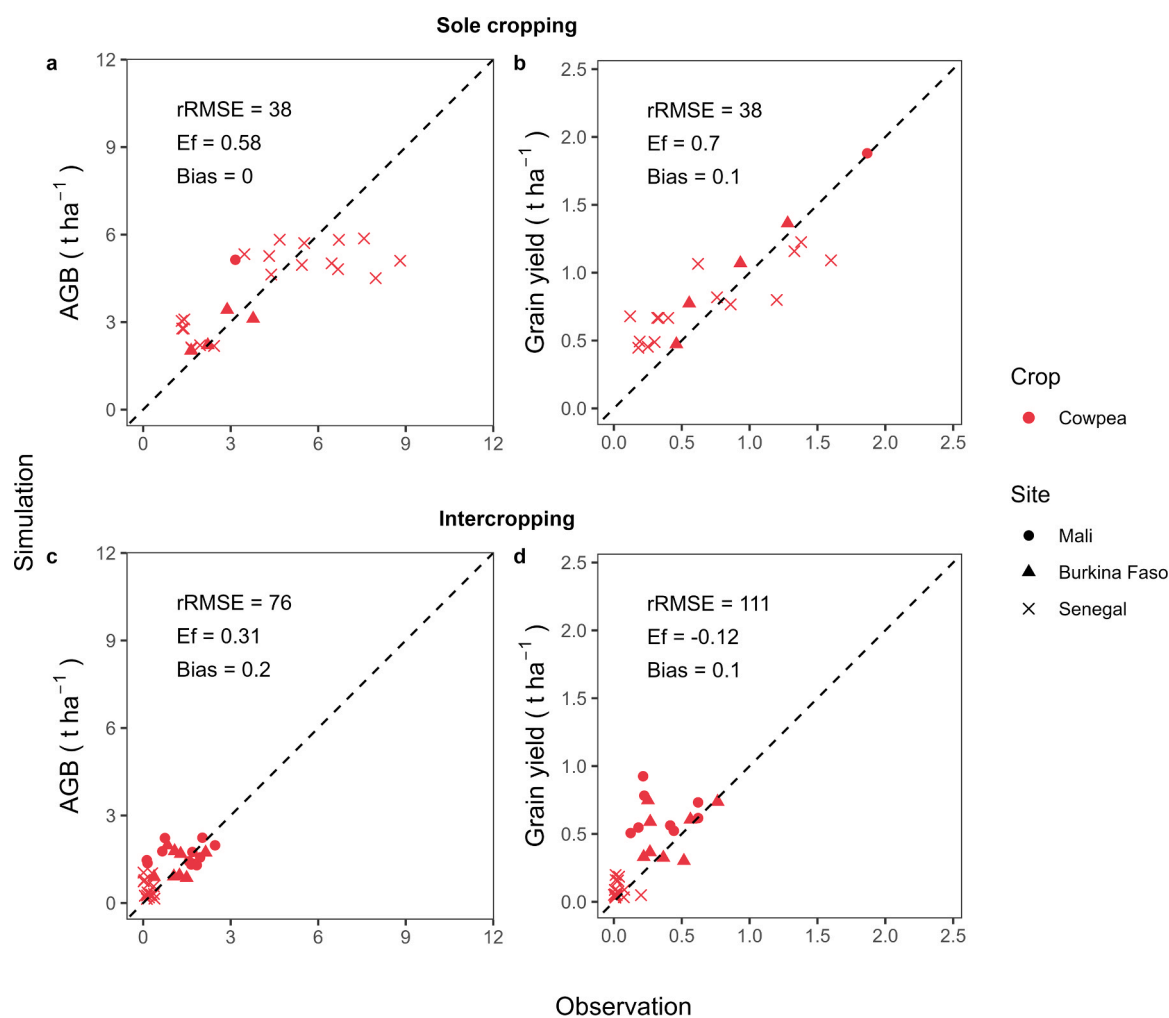 Sole cropping
a
b
12
9
6
3
0
AGB ( t ha⁻¹ )
rRMSE = 38
Ef = 0.58
Bias = 0
0 3 6 9 12
2.5
2.0
1.5
1.0
0.5
0.0
Grain yield ( t ha⁻¹ )
rRMSE = 38
Ef = 0.7
Bias = 0.1
0.0 0.5 1.0 1.5 2.0 2.5
Simulation
Intercropping
c
d
12
9
6
3
0
AGB ( t ha⁻¹ )
rRMSE = 76
Ef = 0.31
Bias = 0.2
0 3 6 9 12
2.5
2.0
1.5
1.0
0.5
0.0
Grain yield ( t ha⁻¹ )
rRMSE = 111
Ef = -0.12
Bias = 0.1
0.0 0.5 1.0 1.5 2.0 2.5
Observation
Crop
Cowpea
Site
Mali
Burkina Faso
Senegal